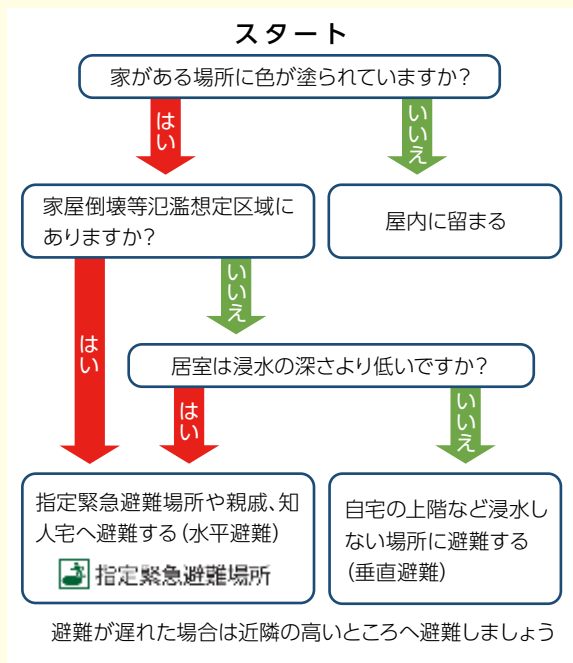 スタート
家がある場所に色が塗られていますか？
はい
いいえ
家屋倒壊等氾濫想定区域に
ありますか？
屋内に留まる
はい
いいえ
居室は浸水の深さより低いですか？
はい
いいえ
指定緊急避難場所や親戚、知
人宅へ避難する（水平避難）
指定緊急避難場所
自宅の上階など浸水し
ない場所に避難する
（垂直避難）
避難が遅れた場合は近隣の高いところへ避難しましょう